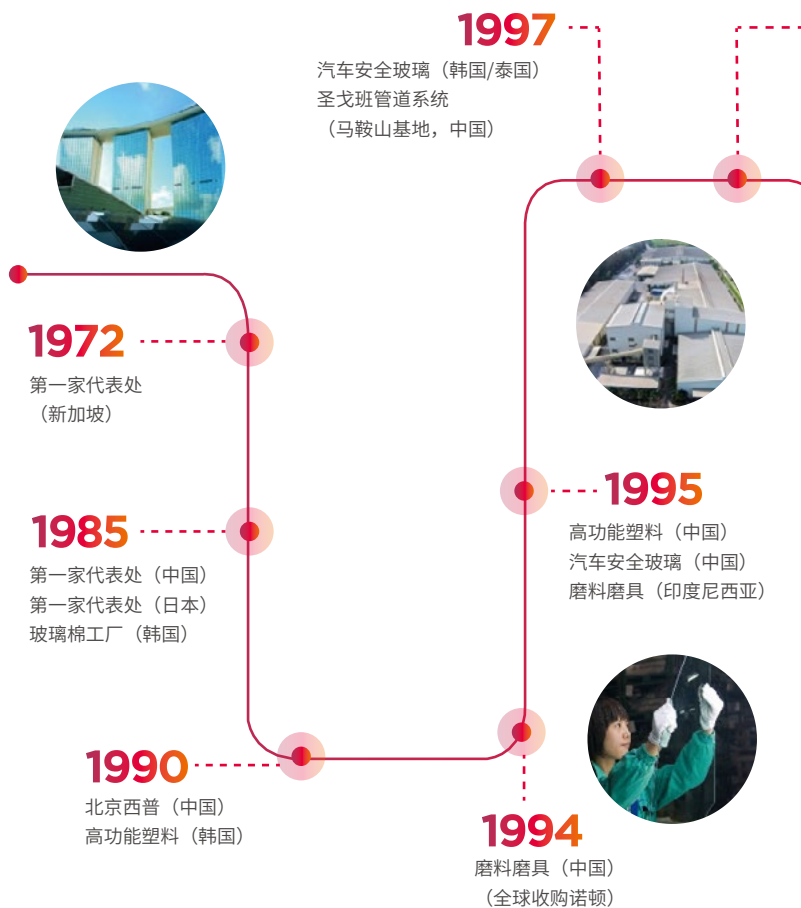 1997
汽车安全玻璃（韩国/泰国）
圣戈班管道系统
（马鞍山基地，中国）
1972
第一家代表处
（新加坡）
1985
第一家代表处（中国）
第一家代表处（日本）
玻璃棉工厂（韩国）
1990
北京西普（中国）
高功能塑料（韩国）
1994
磨料磨具（中国）
（全球收购诺顿）
1995
高功能塑料（中国）
汽车安全玻璃（中国）
磨料磨具（印度尼西亚）